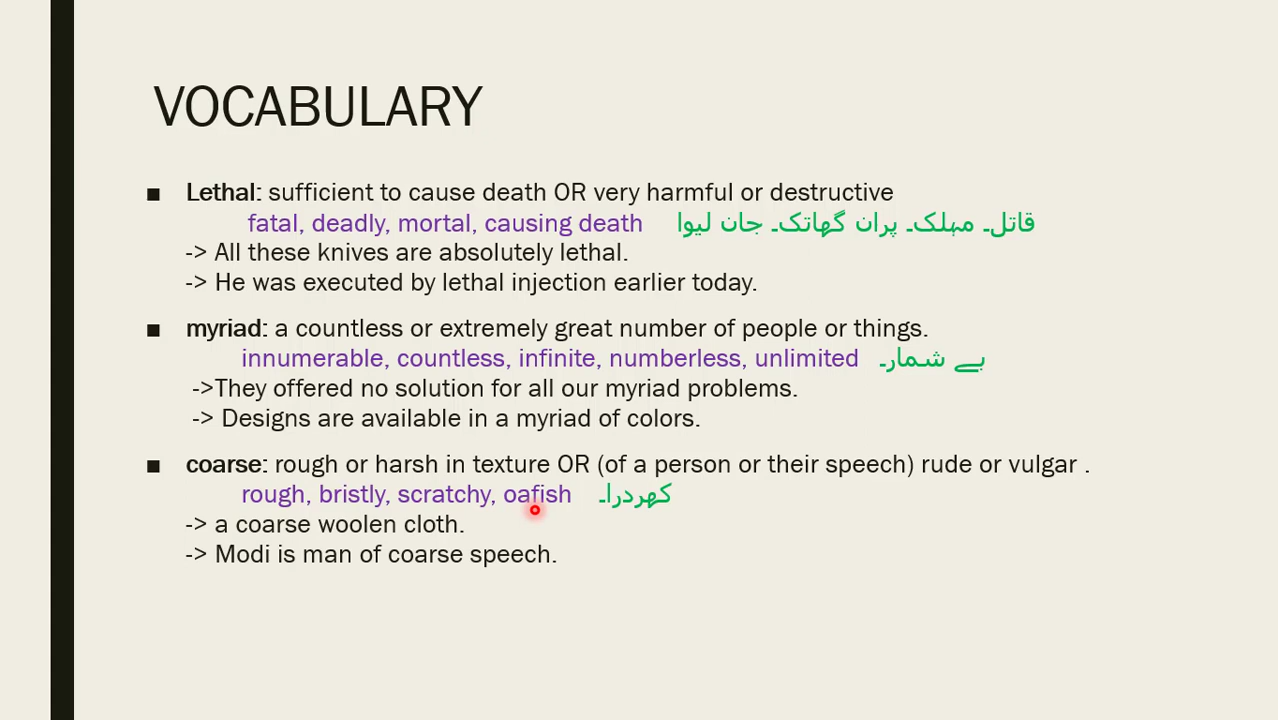 VOCABULARY
▪ Lethal: sufficient to cause death OR very harmful or destructive
fatal, deadly, mortal, causing death قاتل۔ مہلک۔ پران گھاتک۔ جان لیوا
-> All these knives are absolutely lethal.
-> He was executed by lethal injection earlier today.
▪ myriad: a countless or extremely great number of people or things.
innumerable, countless, infinite, numberless, unlimited بے شمار۔
->They offered no solution for all our myriad problems.
-> Designs are available in a myriad of colors.
▪ coarse: rough or harsh in texture OR (of a person or their speech) rude or vulgar .
rough, bristly, scratchy, oafish کھردرا۔
-> a coarse woolen cloth.
-> Modi is man of coarse speech.